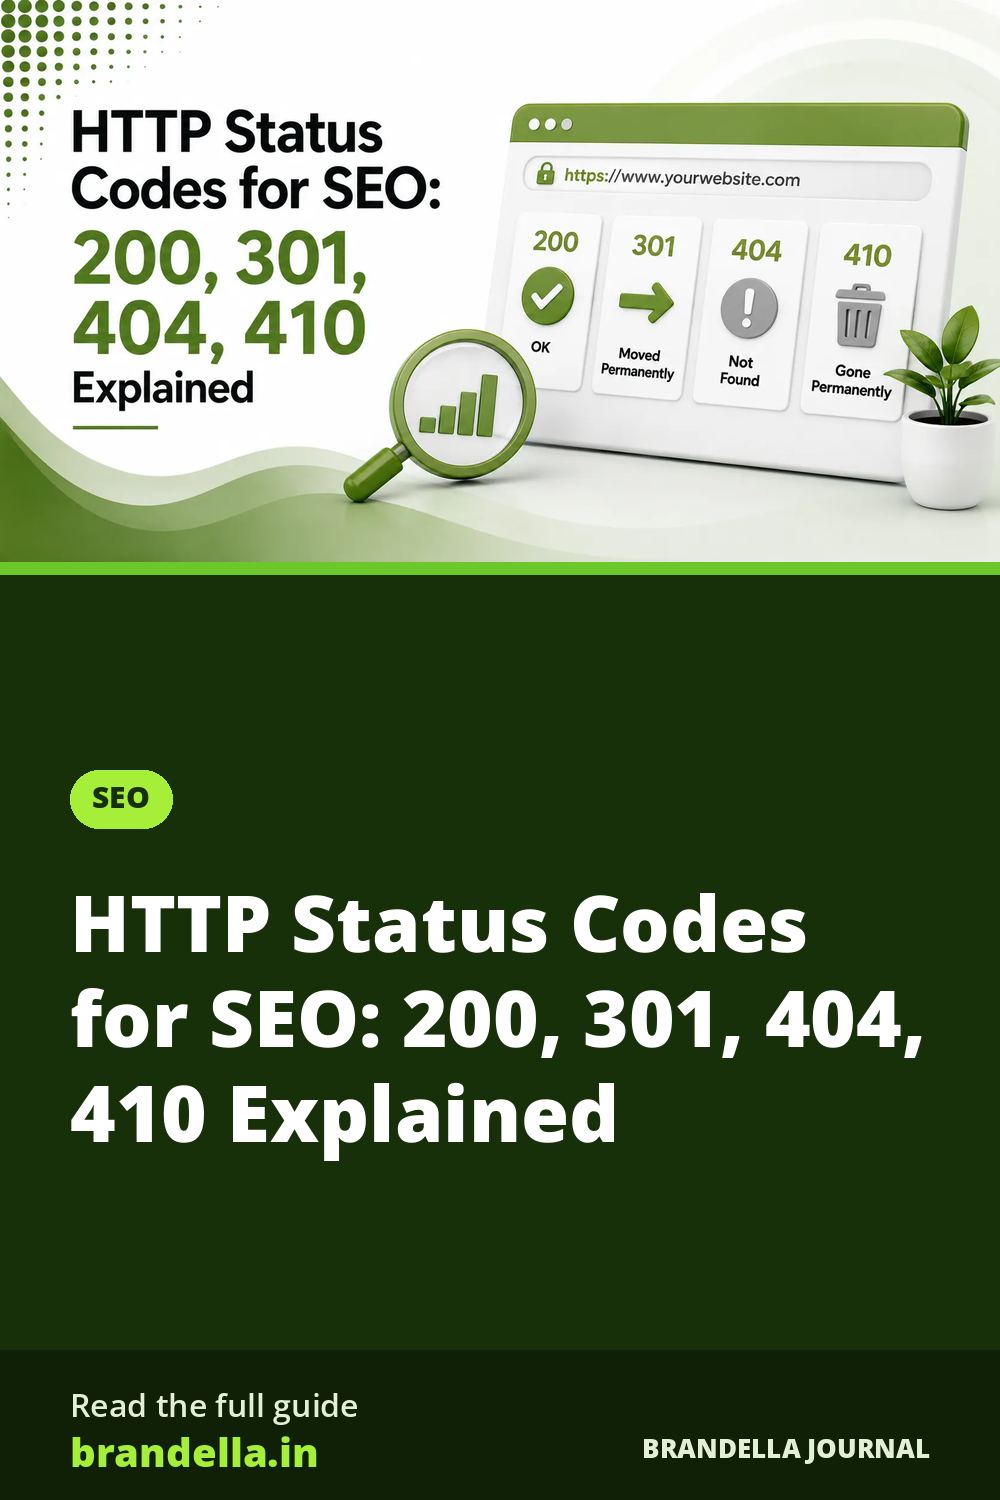 HTTP Status
Codes for SEO:
200, 301,
404, 410
Explained
https://www.yourwebsite.com
200
OK
301
Moved
Permanently
404
Not
Found
410
Gone
Permanently
SEO
HTTP Status Codes
for SEO: 200, 301, 404,
410 Explained
Read the full guide
brandella.in
BRANDELLA JOURNAL